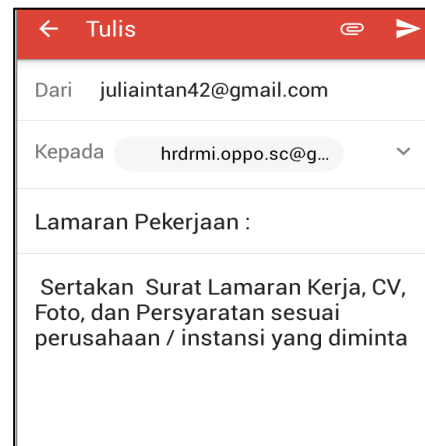 Tulis
Dari juliaintan42@gmail.com
Kepada hrdrmi.oppo.sc@g...
Lamaran Pekerjaan :
Sertakan Surat Lamaran Kerja, CV,
Foto, dan Persyaratan sesuai
perusahaan / instansi yang diminta